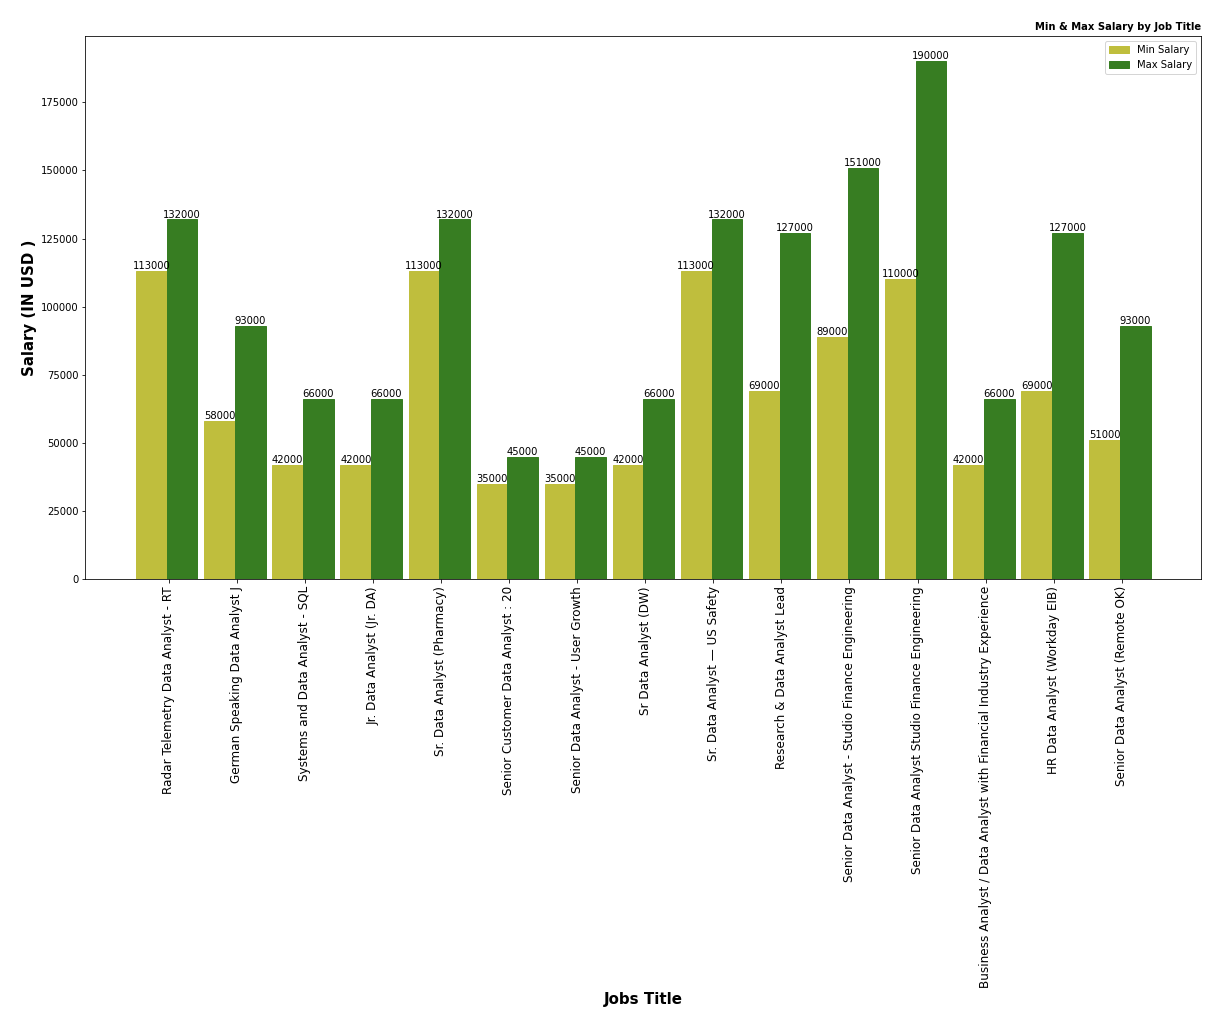 Min & Max Salary by Job Title
Min Salary
Max Salary
Salary (IN USD )
175000
150000
125000
100000
75000
50000
25000
0
113000
132000
58000
93000
42000
66000
42000
66000
113000
132000
35000
45000
35000
45000
42000
66000
113000
132000
69000
127000
89000
151000
110000
190000
42000
66000
69000
127000
51000
93000
Radar Telemetry Data Analyst - RT
German Speaking Data Analyst J
Systems and Data Analyst - SQL
Jr. Data Analyst (Jr. DA)
Sr. Data Analyst (Pharmacy)
Senior Customer Data Analyst : 20
Senior Data Analyst - User Growth
Sr Data Analyst (DW)
Sr. Data Analyst — US Safety
Research & Data Analyst Lead
Senior Data Analyst - Studio Finance Engineering
Senior Data Analyst Studio Finance Engineering
Business Analyst / Data Analyst with Financial Industry Experience
HR Data Analyst (Workday EIB)
Senior Data Analyst (Remote OK)
Jobs Title